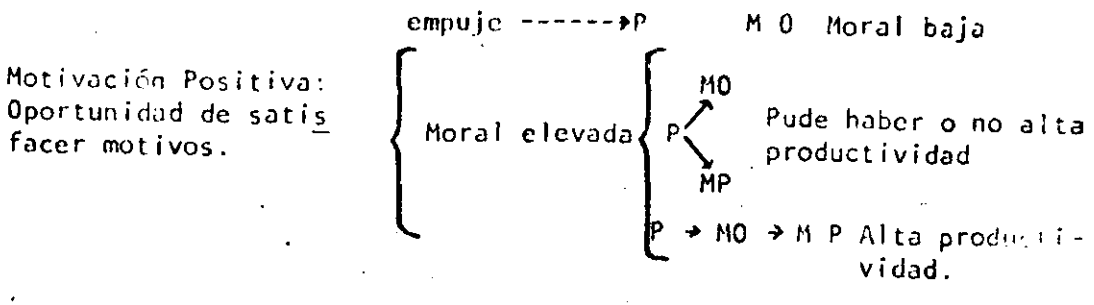 empuje ------→P M O Moral baja
Motivación Positiva:
Oportunidad de satis
facer motivos.
Moral elevada
MO
P
MP
Pude haber o no alta
productividad
P → MO → M P Alta producti-
vidad.